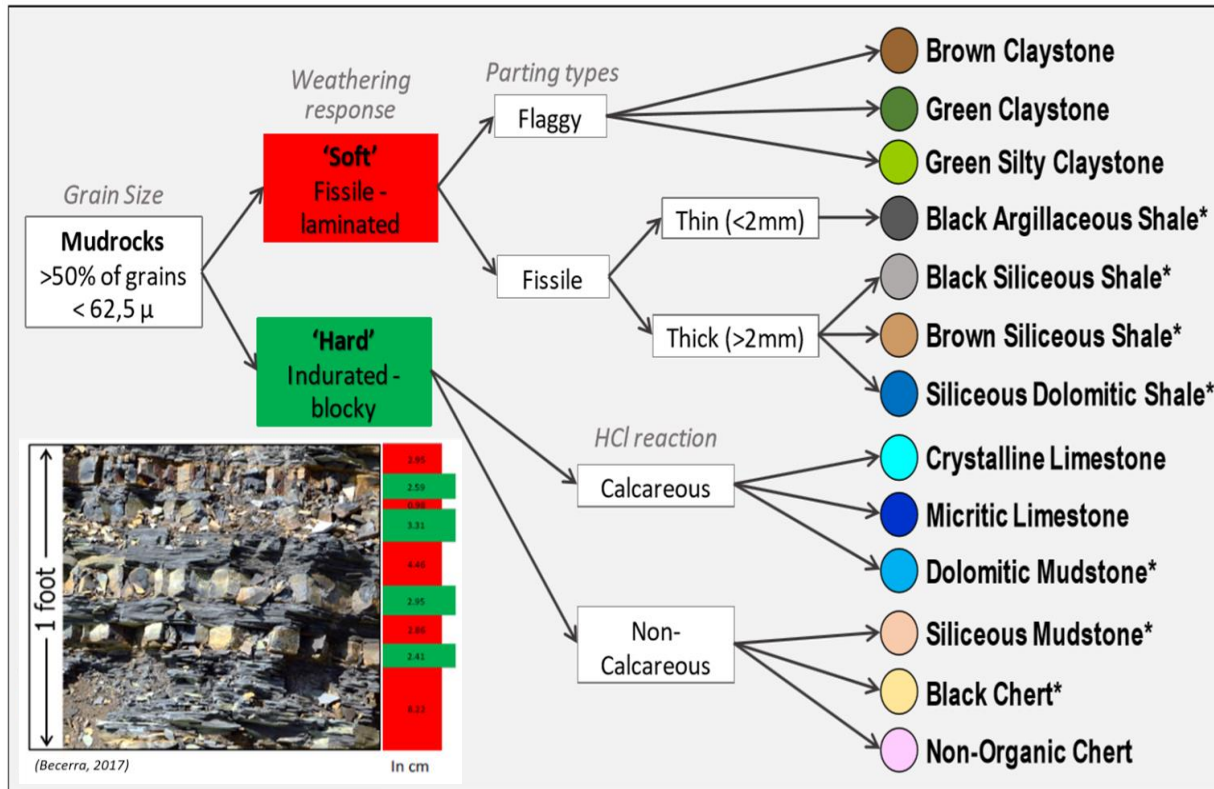 Grain Size
Mudrocks
>50% of grains
< 62,5 µ
Weathering
response
'Soft'
Fissile -
laminated
'Hard'
Indurated -
blocky
Parting types
Flaggy
Fissile
Thin (<2mm)
Thick (>2mm)
HCl reaction
Calcareous
Non-
Calcareous
Brown Claystone
Green Claystone
Green Silty Claystone
Black Argillaceous Shale*
Black Siliceous Shale*
Brown Siliceous Shale*
Siliceous Dolomitic Shale*
Crystalline Limestone
Micritic Limestone
Dolomitic Mudstone*
Siliceous Mudstone*
Black Chert*
Non-Organic Chert
1 foot
2.95
2.59
3.31
4.46
2.95
2.86
2.41
(Becerra, 2017)
In cm